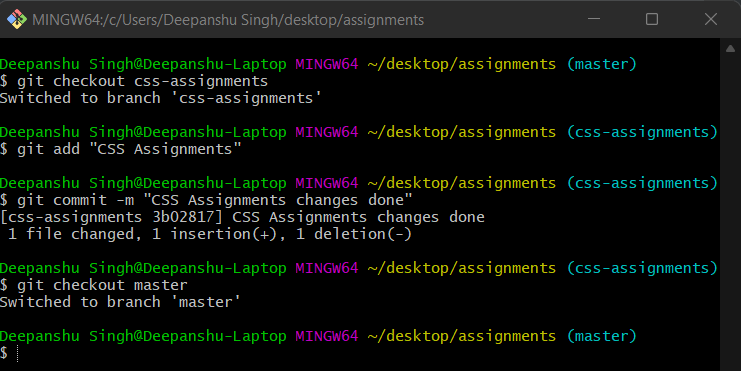 MINGW64:/c/Users/Deepanshu Singh/desktop/assignments
Deepanshu Singh@Deepanshu-Laptop MINGW64 ~/desktop/assignments (master)
$ git checkout css-assignments
Switched to branch 'css-assignments'
Deepanshu Singh@Deepanshu-Laptop MINGW64 ~/desktop/assignments (css-assignments)
$ git add "CSS Assignments"
Deepanshu Singh@Deepanshu-Laptop MINGW64 ~/desktop/assignments (css-assignments)
$ git commit -m "CSS Assignments changes done"
[css-assignments 3b02817] CSS Assignments changes done
 1 file changed, 1 insertion(+), 1 deletion(-)
Deepanshu Singh@Deepanshu-Laptop MINGW64 ~/desktop/assignments (css-assignments)
$ git checkout master
Switched to branch 'master'
Deepanshu Singh@Deepanshu-Laptop MINGW64 ~/desktop/assignments (master)
$